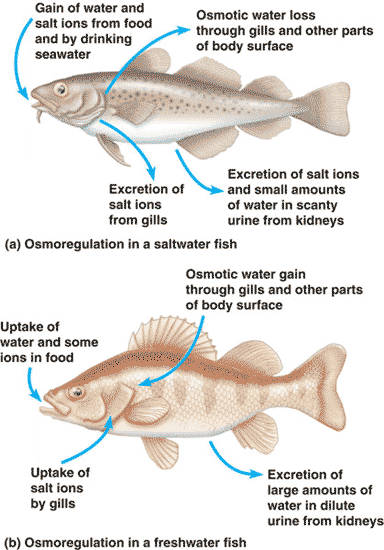 Gain of water and
salt ions from food
and by drinking
seawater
Osmotic water loss
through gills and other parts
of body surface
Excretion of
salt ions
from gills
Excretion of salt ions
and small amounts
of water in scanty
urine from kidneys
(a) Osmoregulation in a saltwater fish
Osmotic water gain
through gills and other parts
of body surface
Uptake of
water and some
ions in food
Uptake of
salt ions
by gills
Excretion of
large amounts of
water in dilute
urine from kidneys
(b) Osmoregulation in a freshwater fish